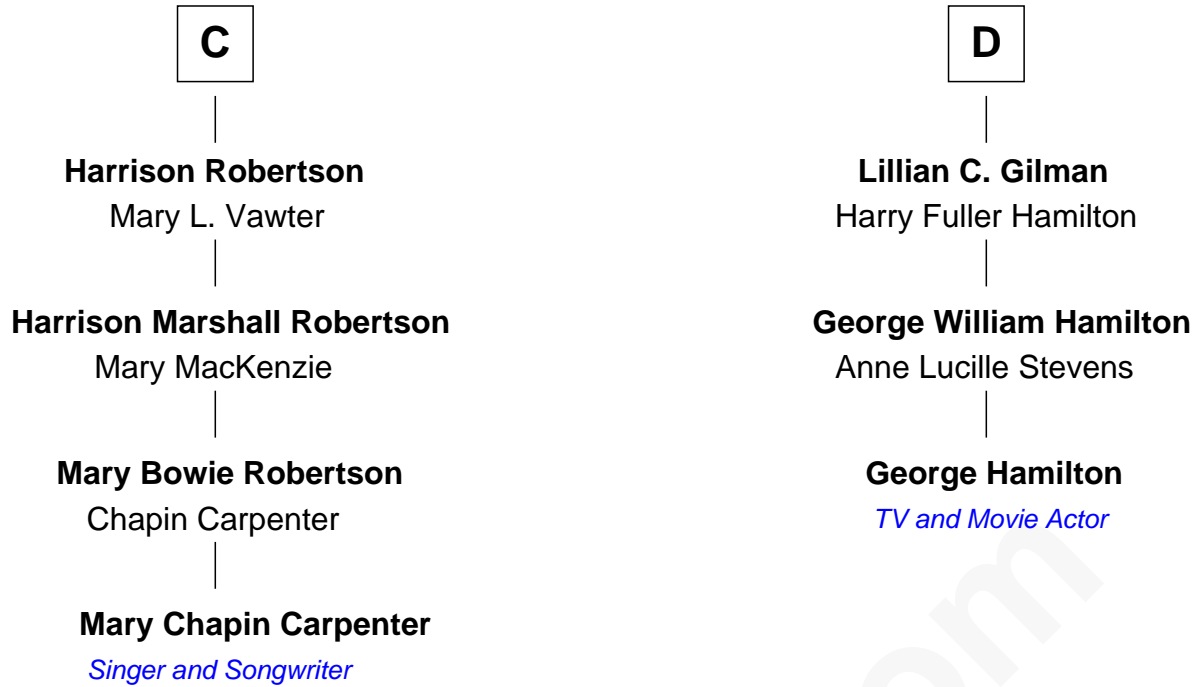 C
Harrison Robertson
Mary L. Vawter
Harrison Marshall Robertson
Mary MacKenzie
Mary Bowie Robertson
Chapin Carpenter
Mary Chapin Carpenter
Singer and Songwriter
D
Lillian C. Gilman
Harry Fuller Hamilton
George William Hamilton
Anne Lucille Stevens
George Hamilton
TV and Movie Actor
om